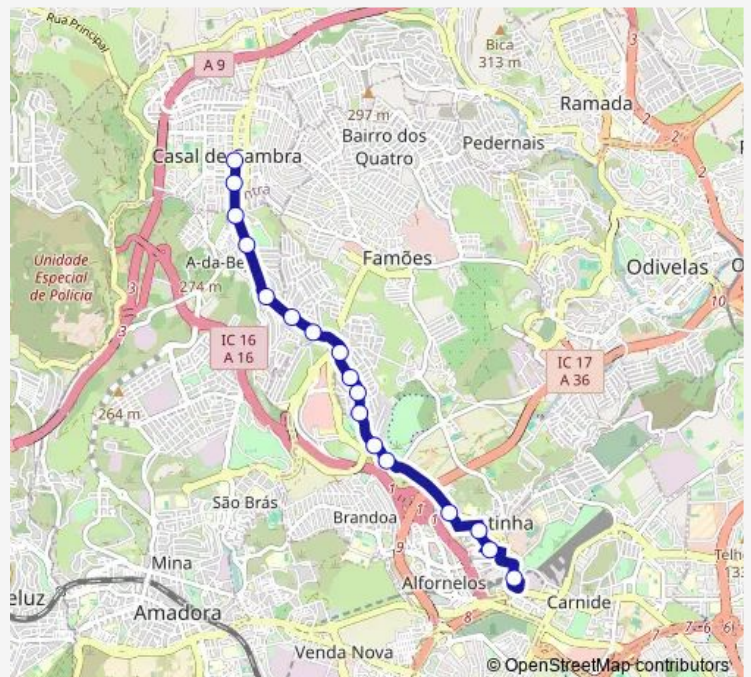 Rua Principal
A 9
Bica
313 m
Ramada
297 m
Bairro dos
Quatro
Pedernais
Casal de Cambra
Famões
Unidade
Especial
de Polícia
A-da-Be
274 m
Odivelas
IC 16
A 16
IC 17
A 36
264 m
São Brás
Brandoa
tinha
Mina
eluz
Amadora
Alfornelos
Carnide
Venda Nova
© OpenStreetMap contributors